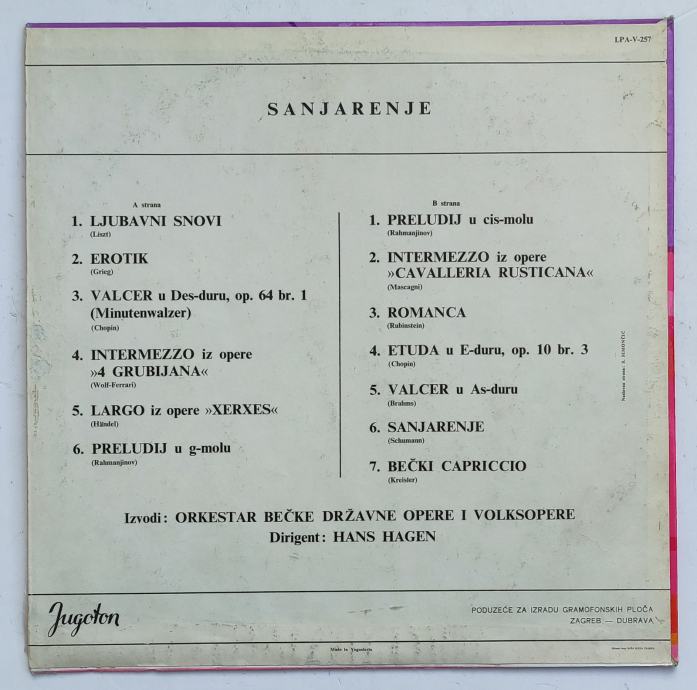 LPA-V-257
SANJARENJE
A strana
1. LJUBAVNI SNOVI
(Liszt)
2. EROTIK
(Grieg)
3. VALCER u Des-duru, op. 64 br. 1
(Minutenwalzer)
(Chopin)
4. INTERMEZZO iz opere
»4 GRUBIJANA«
(Wolf-Ferrari)
5. LARGO iz opere »XERXES«
(Händel)
6. PRELUDIJ u g-molu
(Rahmanjinov)
B strana
1. PRELUDIJ u cis-molu
(Rahmanjinov)
2. INTERMEZZO iz opere
»CAVALLERIA RUSTICANA«
(Mascagni)
3. ROMANCA
(Rubinstein)
4. ETUDA u E-duru, op. 10 br. 3
(Chopin)
5. VALCER u As-duru
(Brahms)
6. SANJARENJE
(Schumann)
7. BEČKI CAPRICCIO
(Kreisler)
Izvodi: ORKESTAR BEČKE DRŽAVNE OPERE I VOLKSOPERE
Dirigent: HANS HAGEN
Jugoton
PODUZEĆE ZA IZRADU GRAMOFONSKIH PLOČA
ZAGREB — DUBRAVA
Made in Yugoslavia